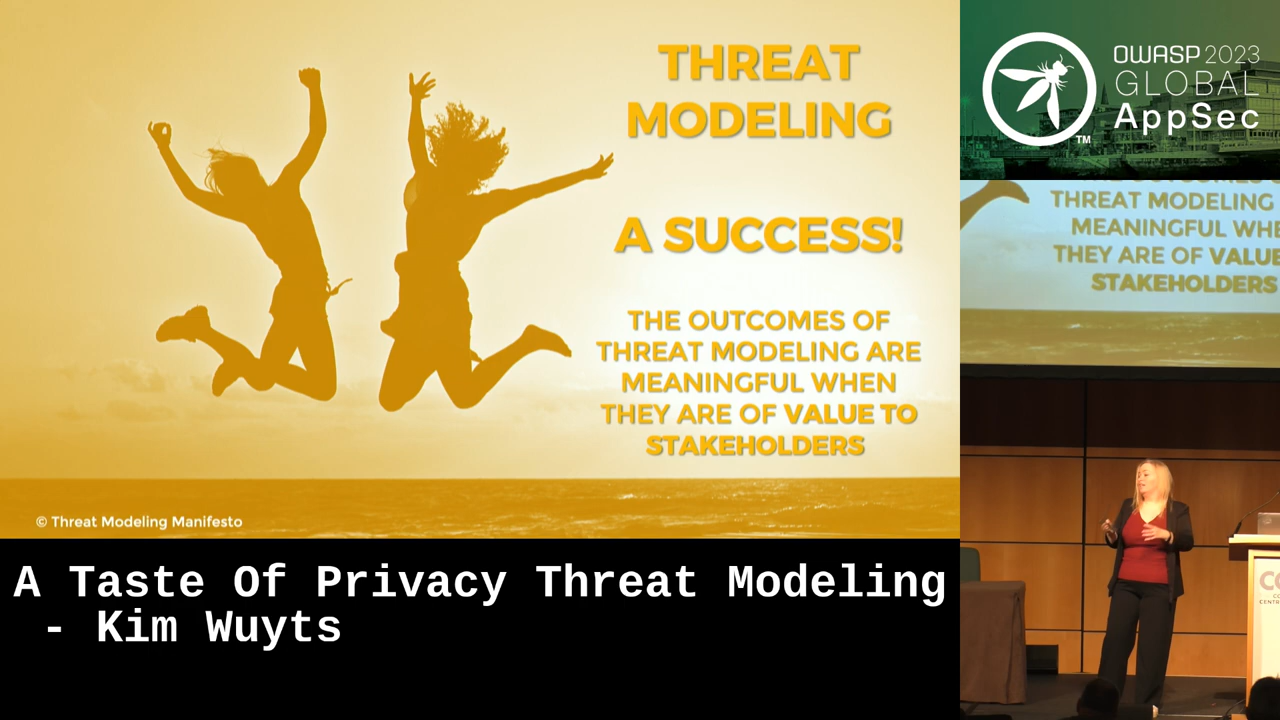 THREAT
MODELING
A SUCCESS!
THE OUTCOMES OF
THREAT MODELING ARE
MEANINGFUL WHEN
THEY ARE OF VALUE TO
STAKEHOLDERS
© Threat Modeling Manifesto
A Taste Of Privacy Threat Modeling
- Kim Wuyts
OWASP 2023
GLOBAL
AppSec
TM
THREAT MODELING
MEANINGFUL WHE
THEY ARE OF VALUE
STAKEHOLDERS